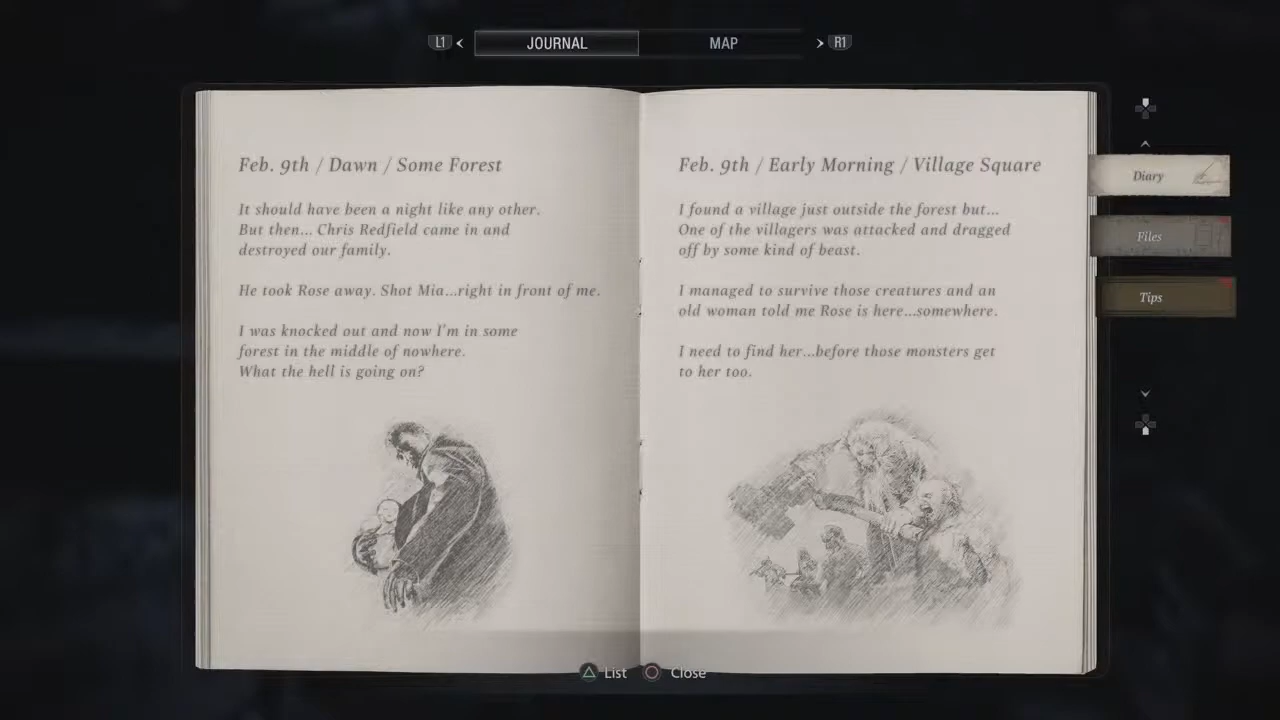 L1
JOURNAL
MAP
R1
Feb. 9th / Dawn / Some Forest
It should have been a night like any other.
But then... Chris Redfield came in and
destroyed our family.
He took Rose away. Shot Mia...right in front of me.
I was knocked out and now I'm in some
forest in the middle of nowhere.
What the hell is going on?
Feb. 9th / Early Morning / Village Square
I found a village just outside the forest but...
One of the villagers was attacked and dragged
off by some kind of beast.
I managed to survive those creatures and an
old woman told me Rose is here...somewhere.
I need to find her...before those monsters get
to her too.
Diary
Files
Tips
List
Close